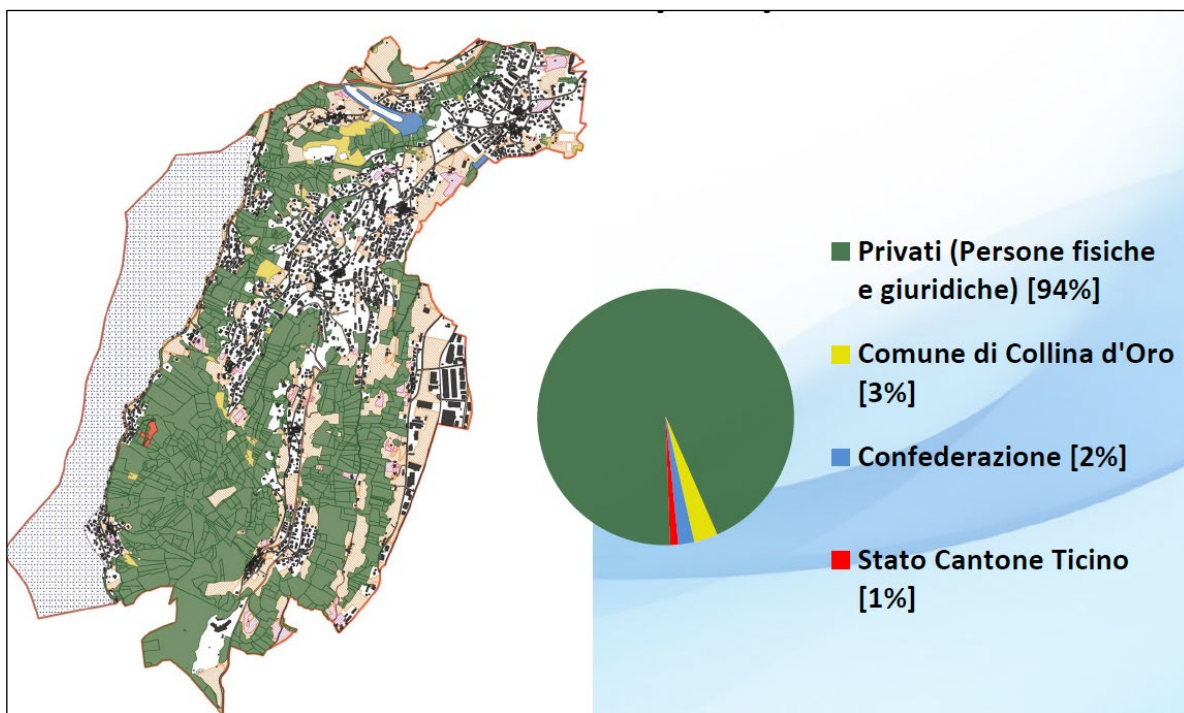 Privati (Persone fisiche
e giuridiche) [94%]
Comune di Collina d'Oro
[3%]
Confederazione [2%]
Stato Cantone Ticino
[1%]